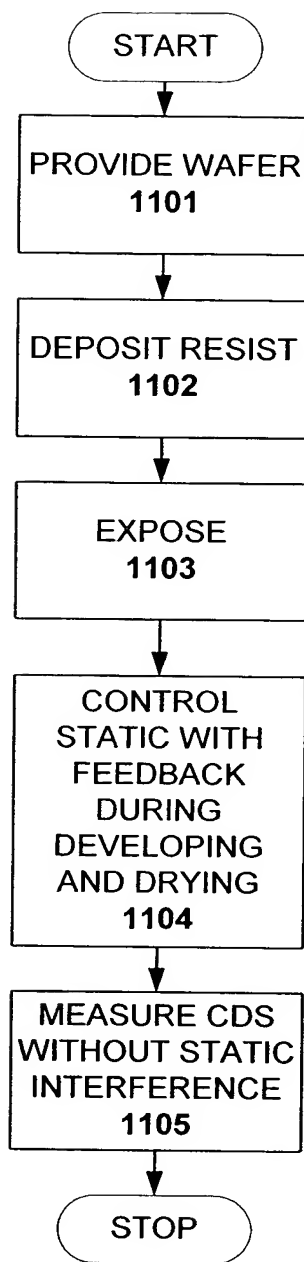 START
PROVIDE WAFER
1101
DEPOSIT RESIST
1102
EXPOSE
1103
CONTROL
STATIC WITH
FEEDBACK
DURING
DEVELOPING
AND DRYING
1104
MEASURE CDS
WITHOUT STATIC
INTERFERENCE
1105
STOP